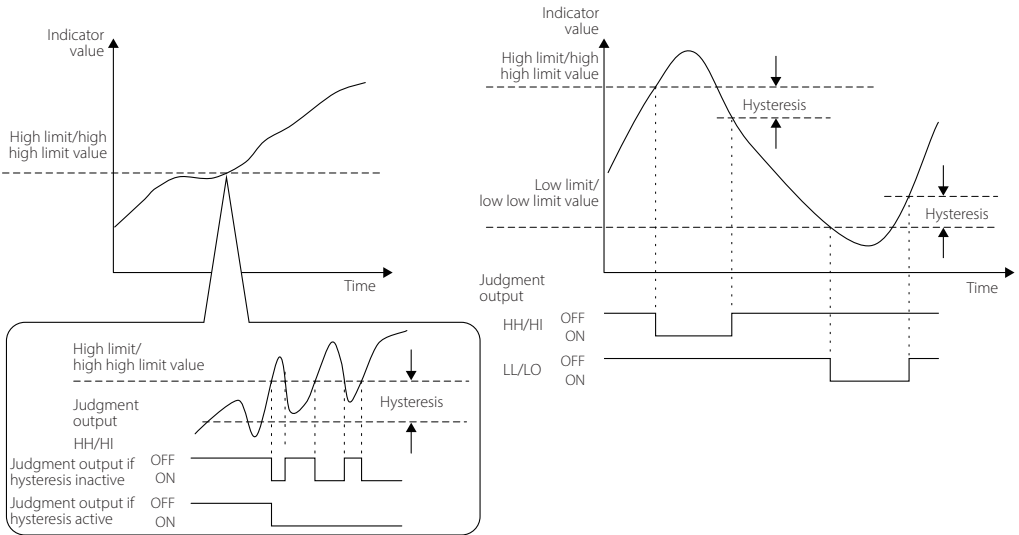 Indicator
value
High limit/high
high limit value
Time
High limit/
high high limit value
Hysteresis
Judgment
output
HH/HI
Judgment output if
hysteresis inactive
OFF
ON
Judgment output if
hysteresis active
OFF
ON
Indicator
value
High limit/high
high limit value
Hysteresis
Low limit/
low low limit value
Hysteresis
Time
Judgment
output
HH/HI
OFF
ON
LL/LO
OFF
ON